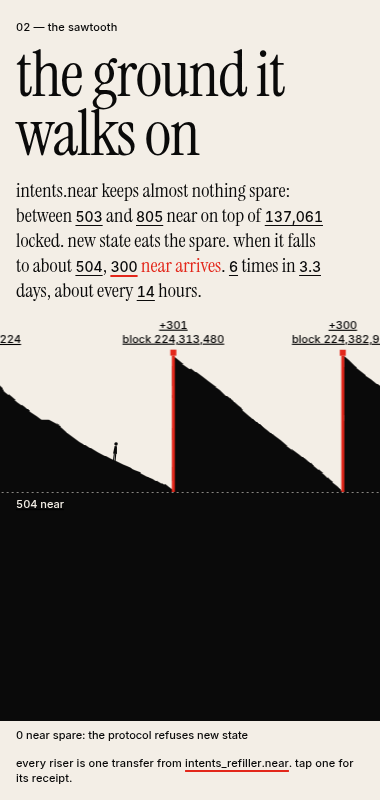 02 — the sawtooth
the ground it
walks on
intents.near keeps almost nothing spare:
between 503 and 805 near on top of 137,061
locked. new state eats the spare. when it falls
to about 504, 300 near arrives. 6 times in 3.3
days, about every 14 hours.
+301
+300
224
block 224,313,480
block 224,382,9
504 near
0 near spare: the protocol refuses new state
every riser is one transfer from intents_refiller.near. tap one for
its receipt.